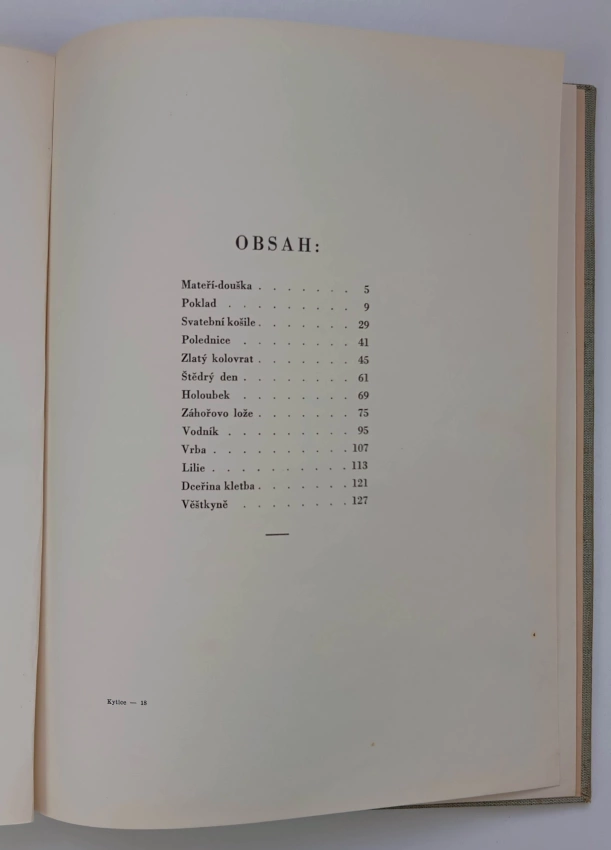 OBSAH:
Mateří-douška . . . . . . . 5
Poklad . . . . . . . . 9
Svatební košile . . . . . . . 29
Polednice . . . . . . . 41
Zlatý kolovrat . . . . . . . 45
Štědrý den . . . . . . . 61
Holoubek . . . . . . . 69
Záhořovo lože . . . . . . . 75
Vodník . . . . . . . . 95
Vrba . . . . . . . . . 107
Lilie . . . . . . . . . 113
Dceřina kletba . . . . . . . 121
Věštkyně . . . . . . . 127
Kytice — 18